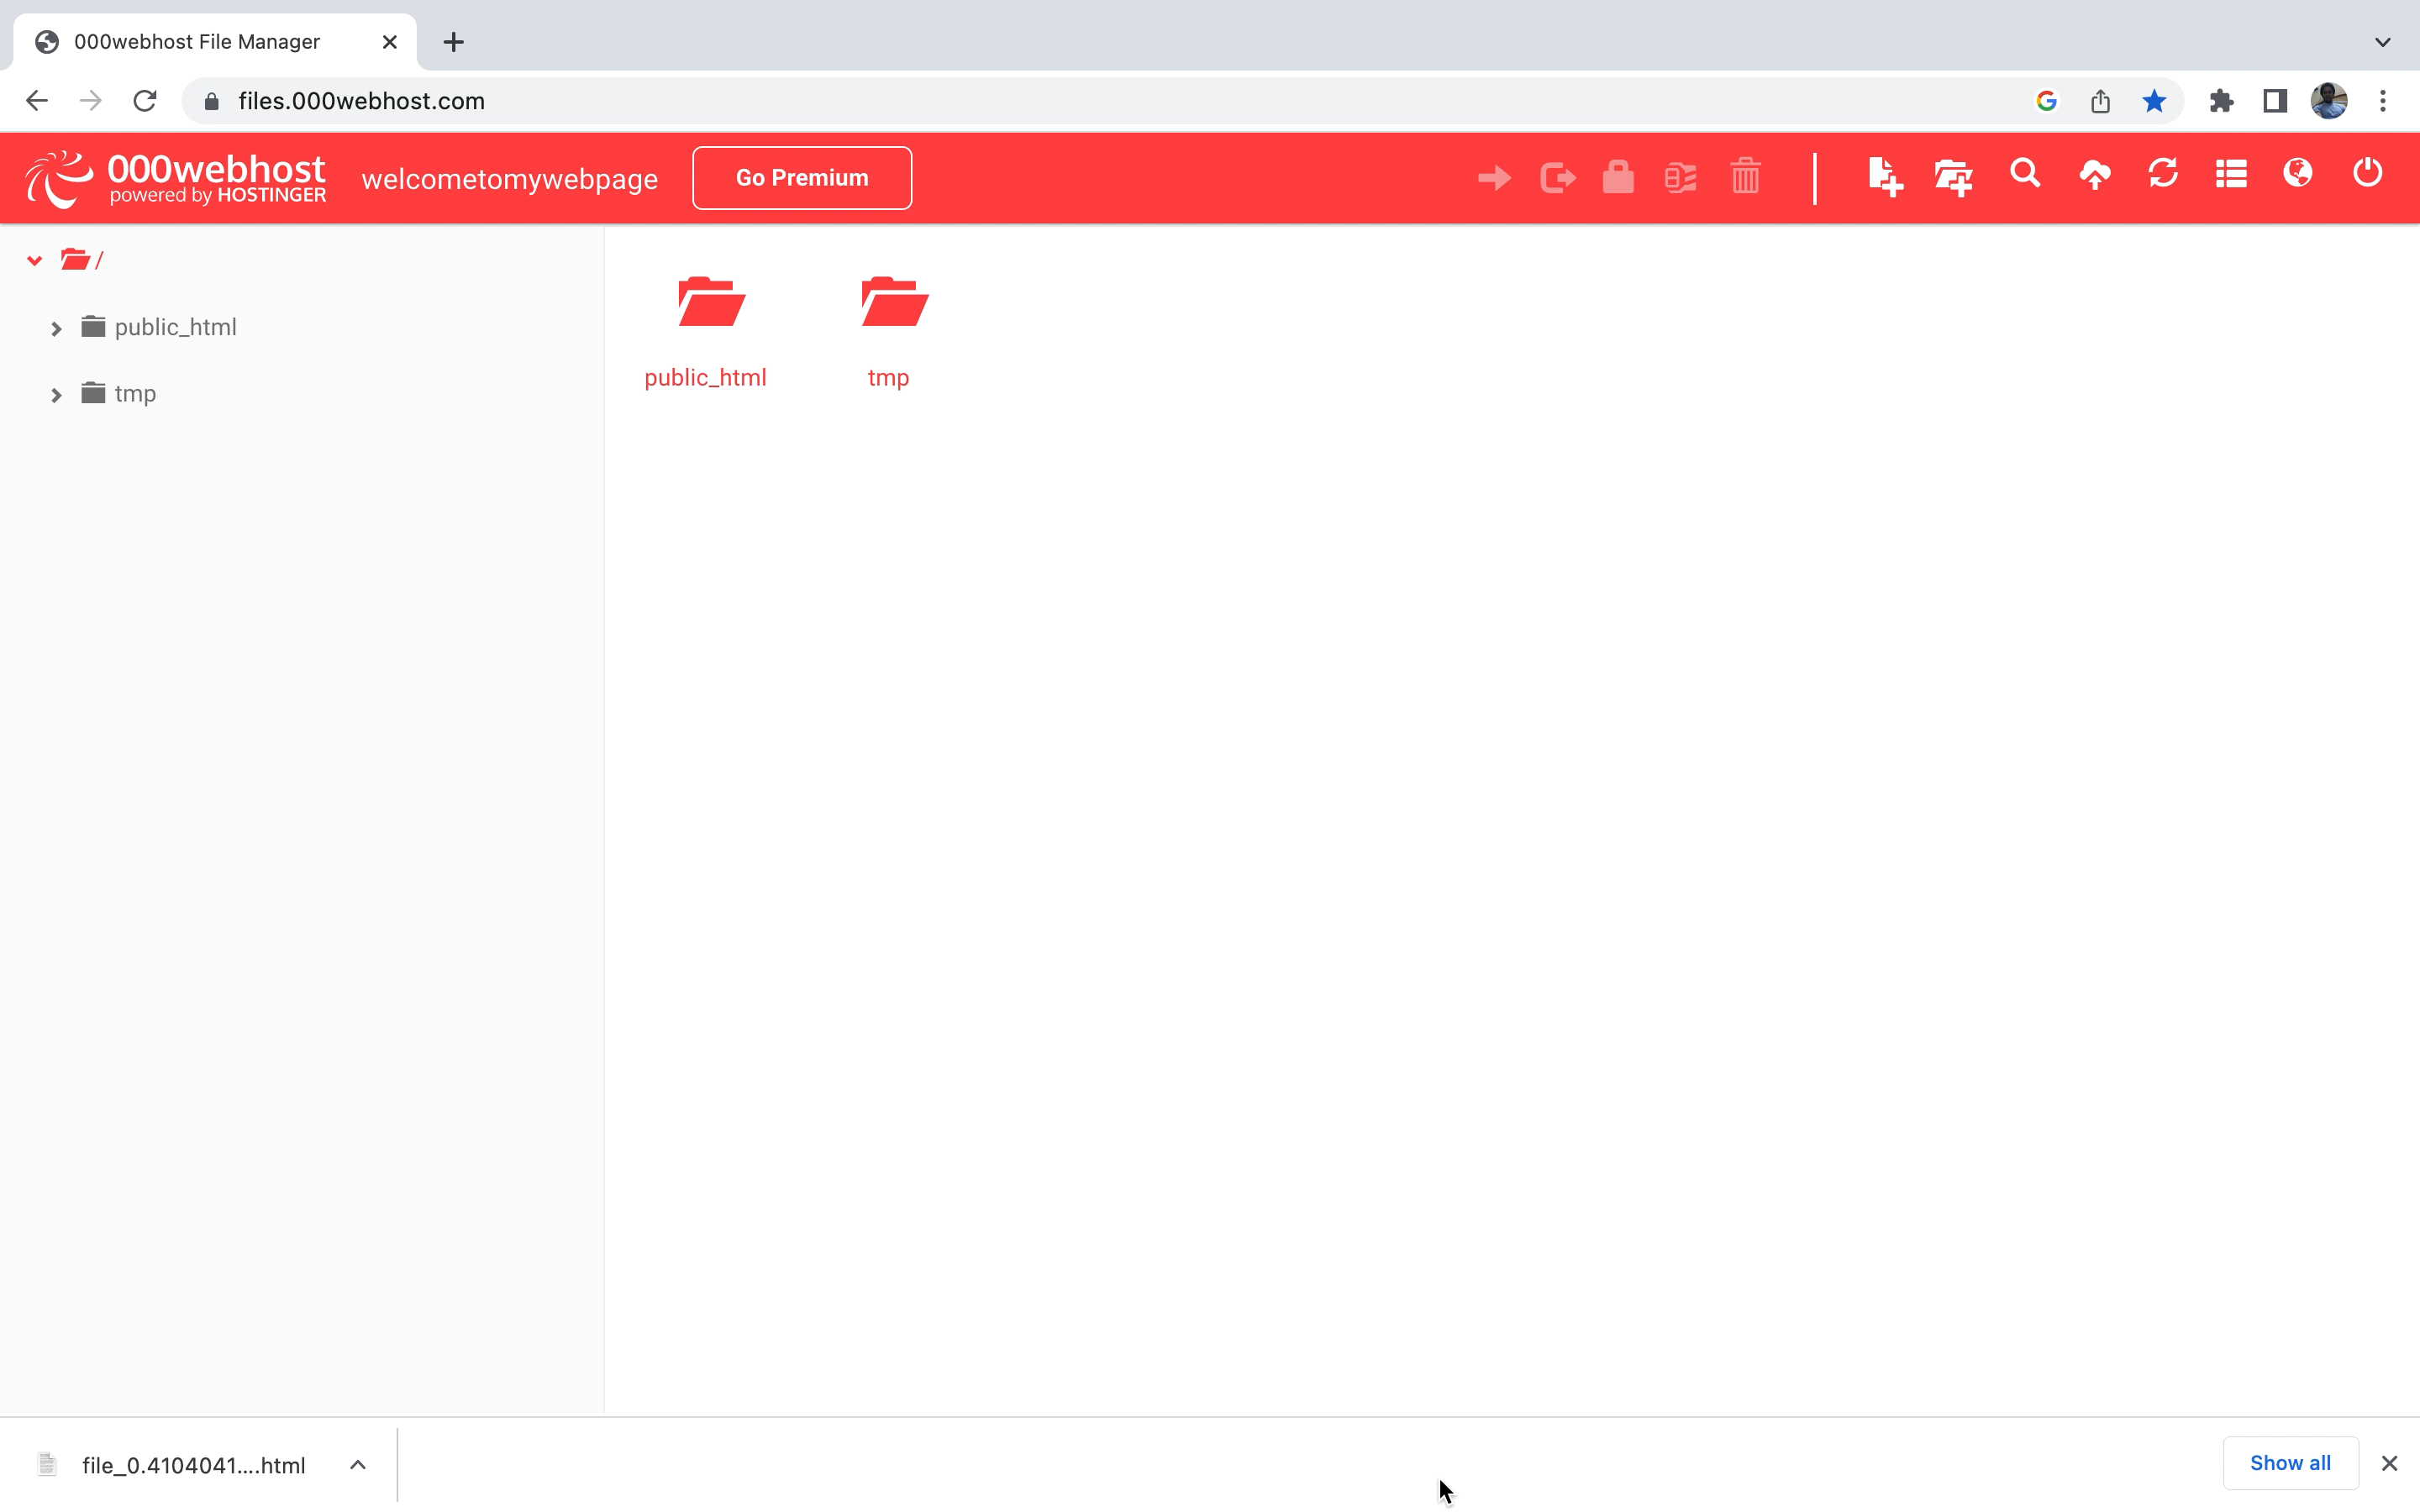 000webhost File Manager
files.000webhost.com
000webhost
powered by HOSTINGER
welcometomywebpage
Go Premium
/
public_html
tmp
public_html
tmp
file_0.4104041....html
Show all